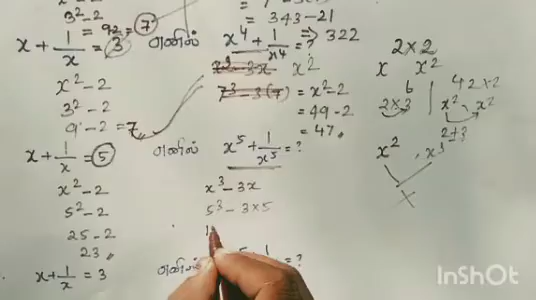 3² - 2
= 92 = 7
= 343 - 21
=> 322
x + 1/x = 3 எனில் x⁴ + 1/x⁴ = ?
x² - 2
3² - 2
9 - 2 = 7
7³ - 3(7) = x² - 2
= 49 - 2
= 47
2 x 2
x x²
6
2 x 3
4 2 x 2
x², x²
2+3
x² . x³
x + 1/x = 5 எனில் x⁵ + 1/x⁵ = ?
x² - 2
5² - 2
25 - 2
23
x³ - 3x
5³ - 3 x 5
1
x + 1/x = 3 எனில் = ?
InShOt